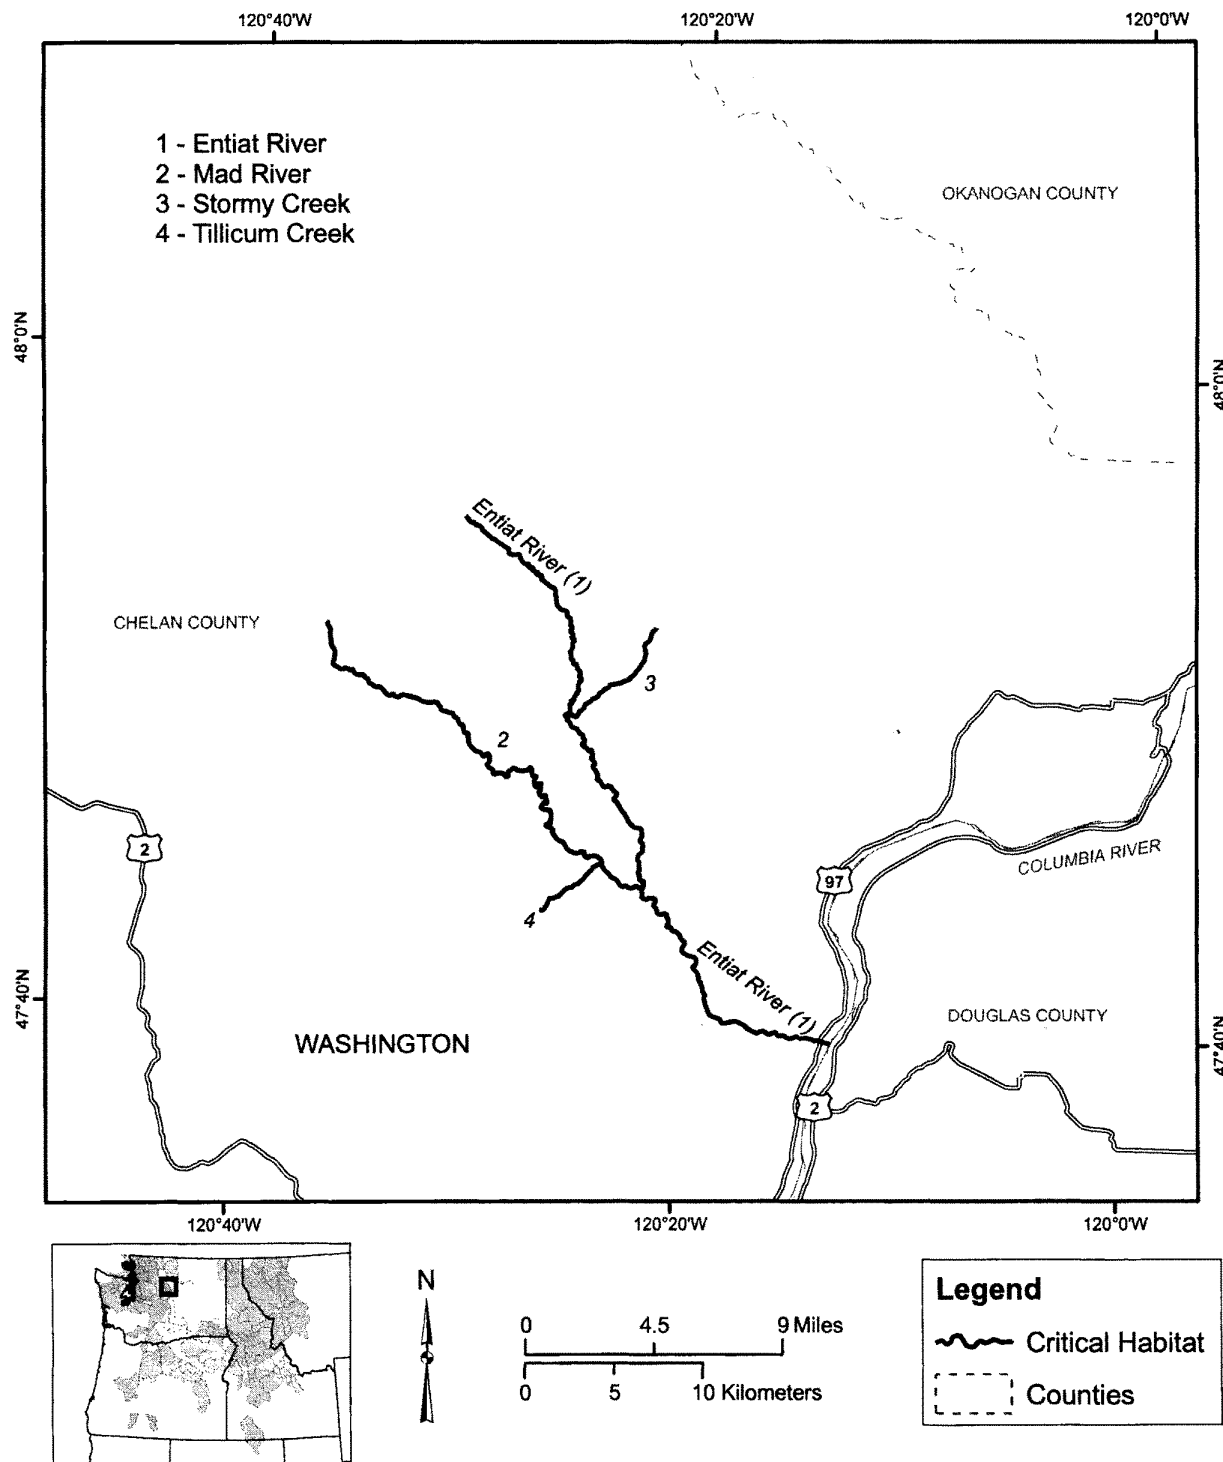 120°40'W
120°20'W
120°0'W
1 - Entiat River
2 - Mad River
3 - Stormy Creek
4 - Tillicum Creek
OKANOGAN COUNTY
48°0'N
48°0'N
Entiat River (1)
CHELAN COUNTY
3
2
2
97
COLUMBIA RIVER
4
Entiat River (1)
47°40'N
DOUGLAS COUNTY
WASHINGTON
47°40'N
2
120°40'W
120°20'W
120°0'W
N
0 4.5 9 Miles
0 5 10 Kilometers
Legend
Critical Habitat
Counties